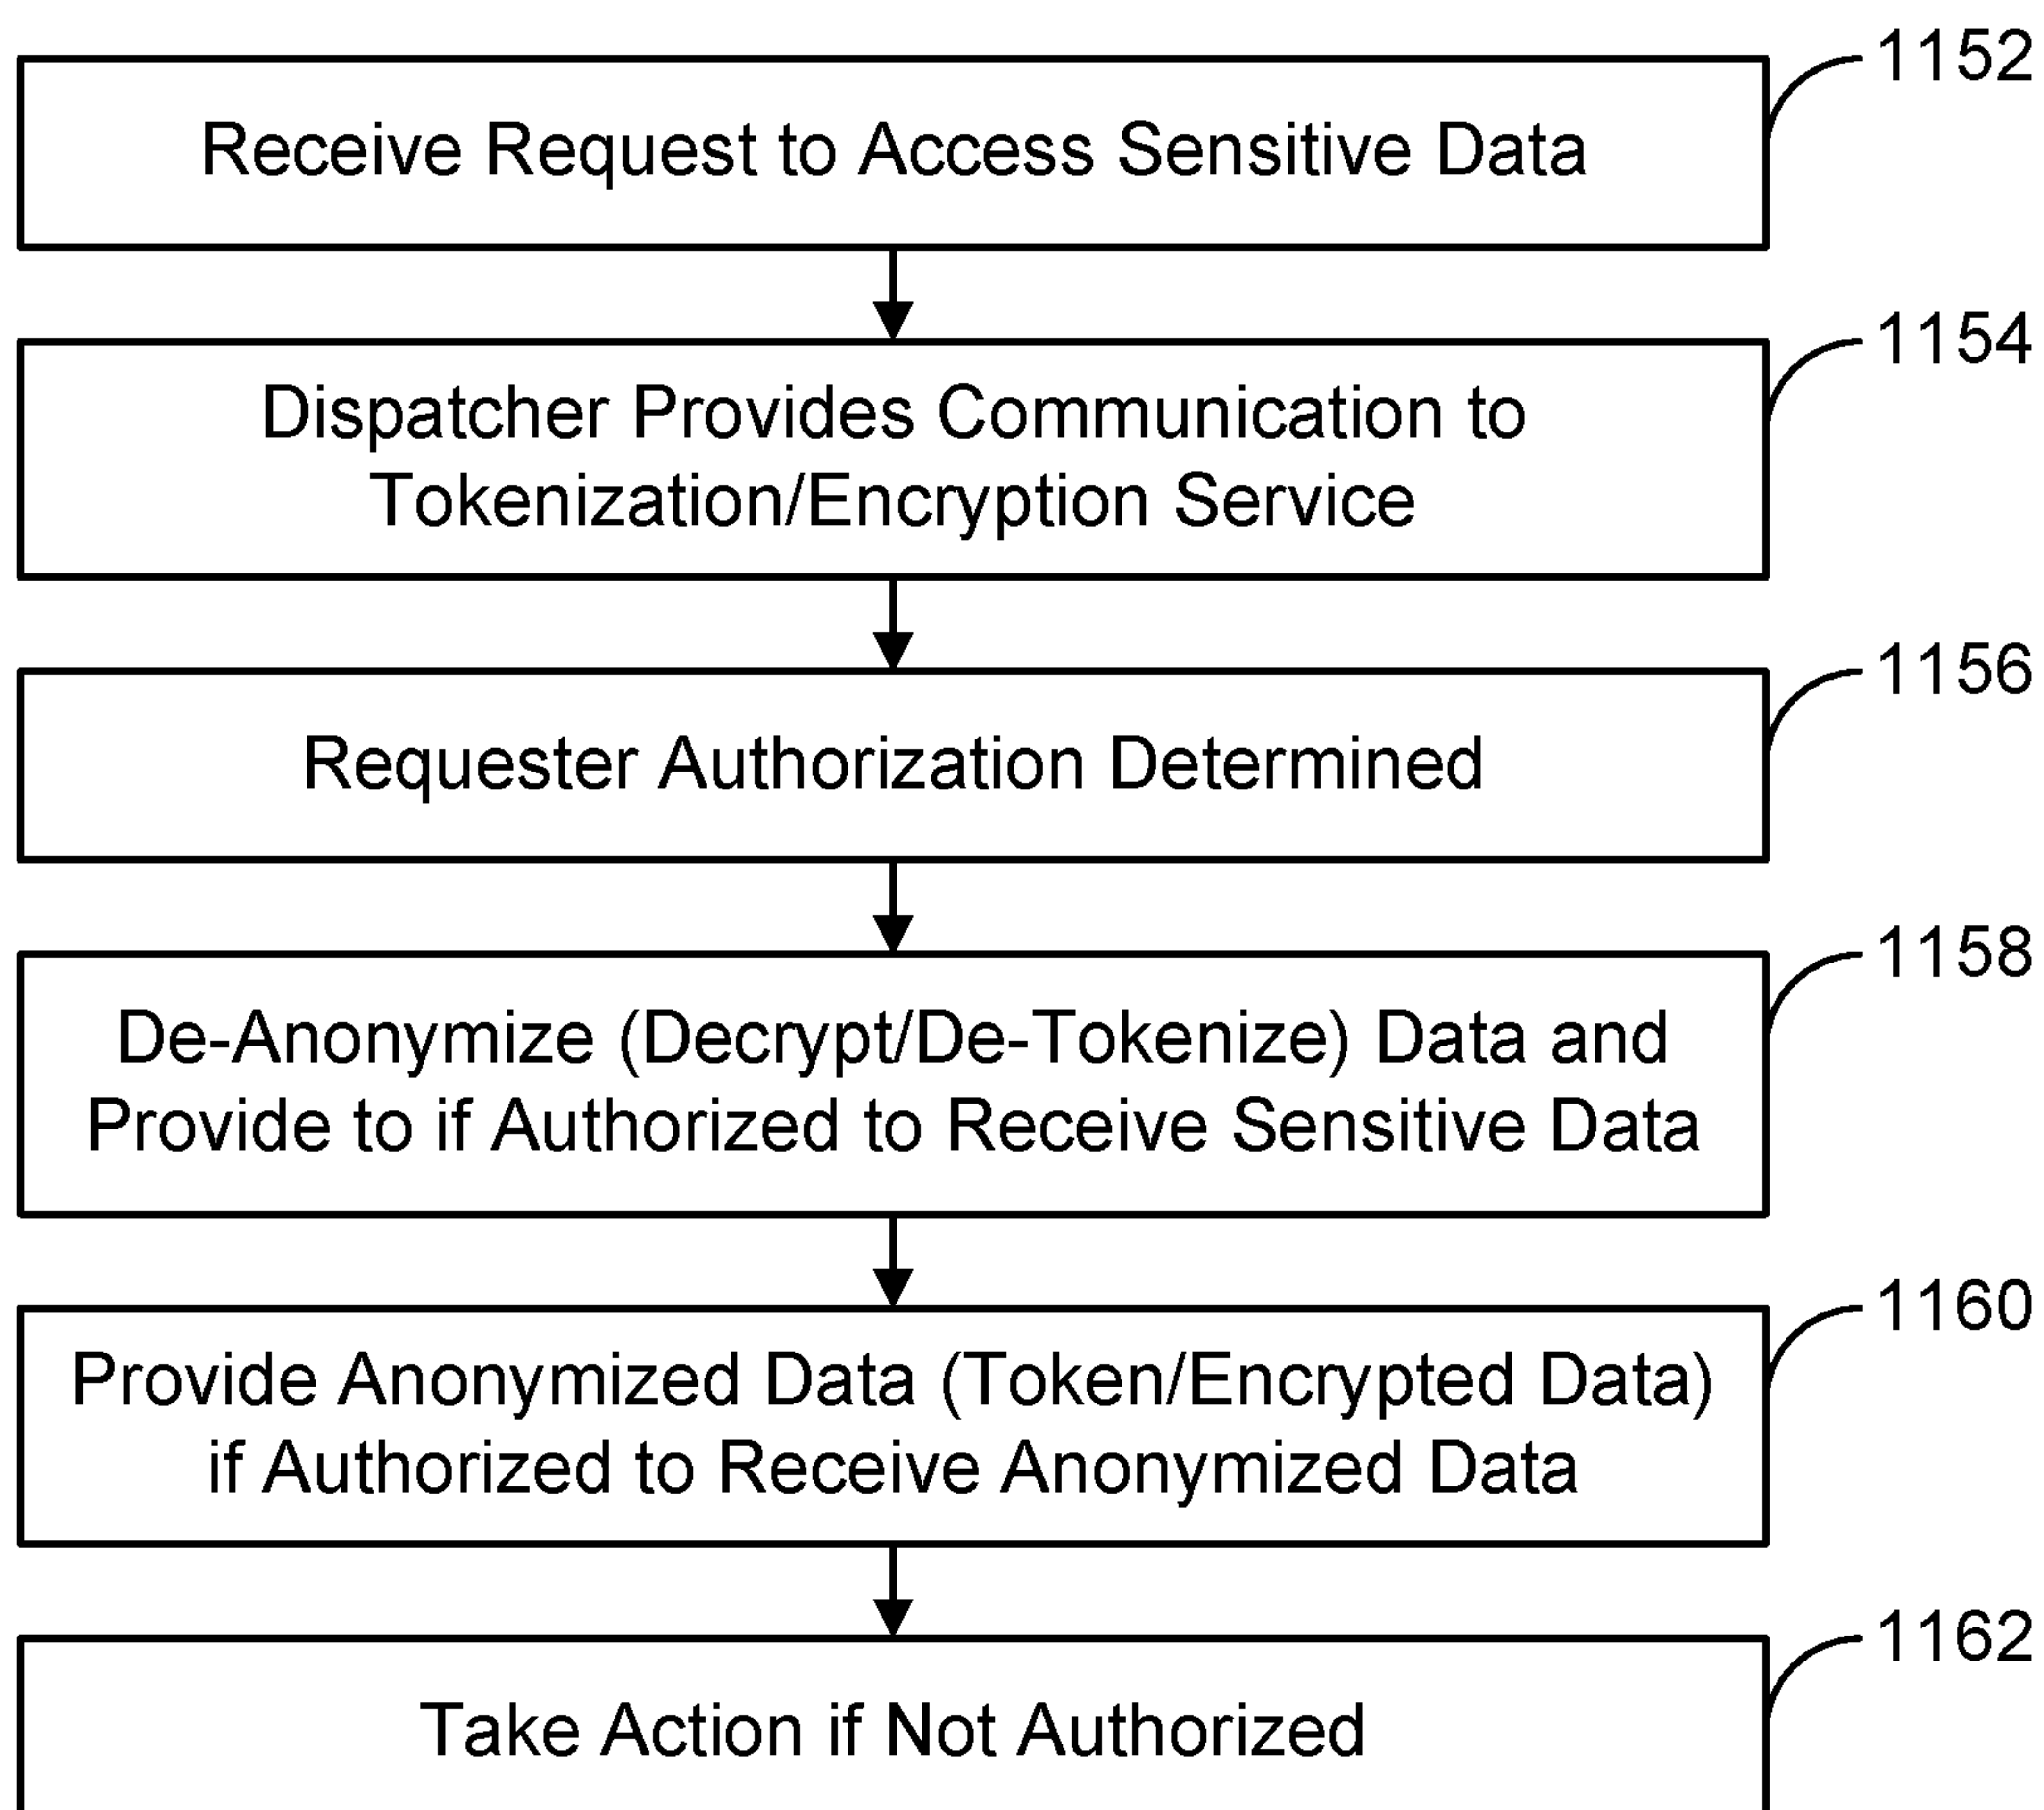 1152
Receive Request to Access Sensitive Data
1154
Dispatcher Provides Communication to
Tokenization/Encryption Service
1156
Requester Authorization Determined
1158
De-Anonymize (Decrypt/De-Tokenize) Data and
Provide to if Authorized to Receive Sensitive Data
1160
Provide Anonymized Data (Token/Encrypted Data)
if Authorized to Receive Anonymized Data
1162
Take Action if Not Authorized